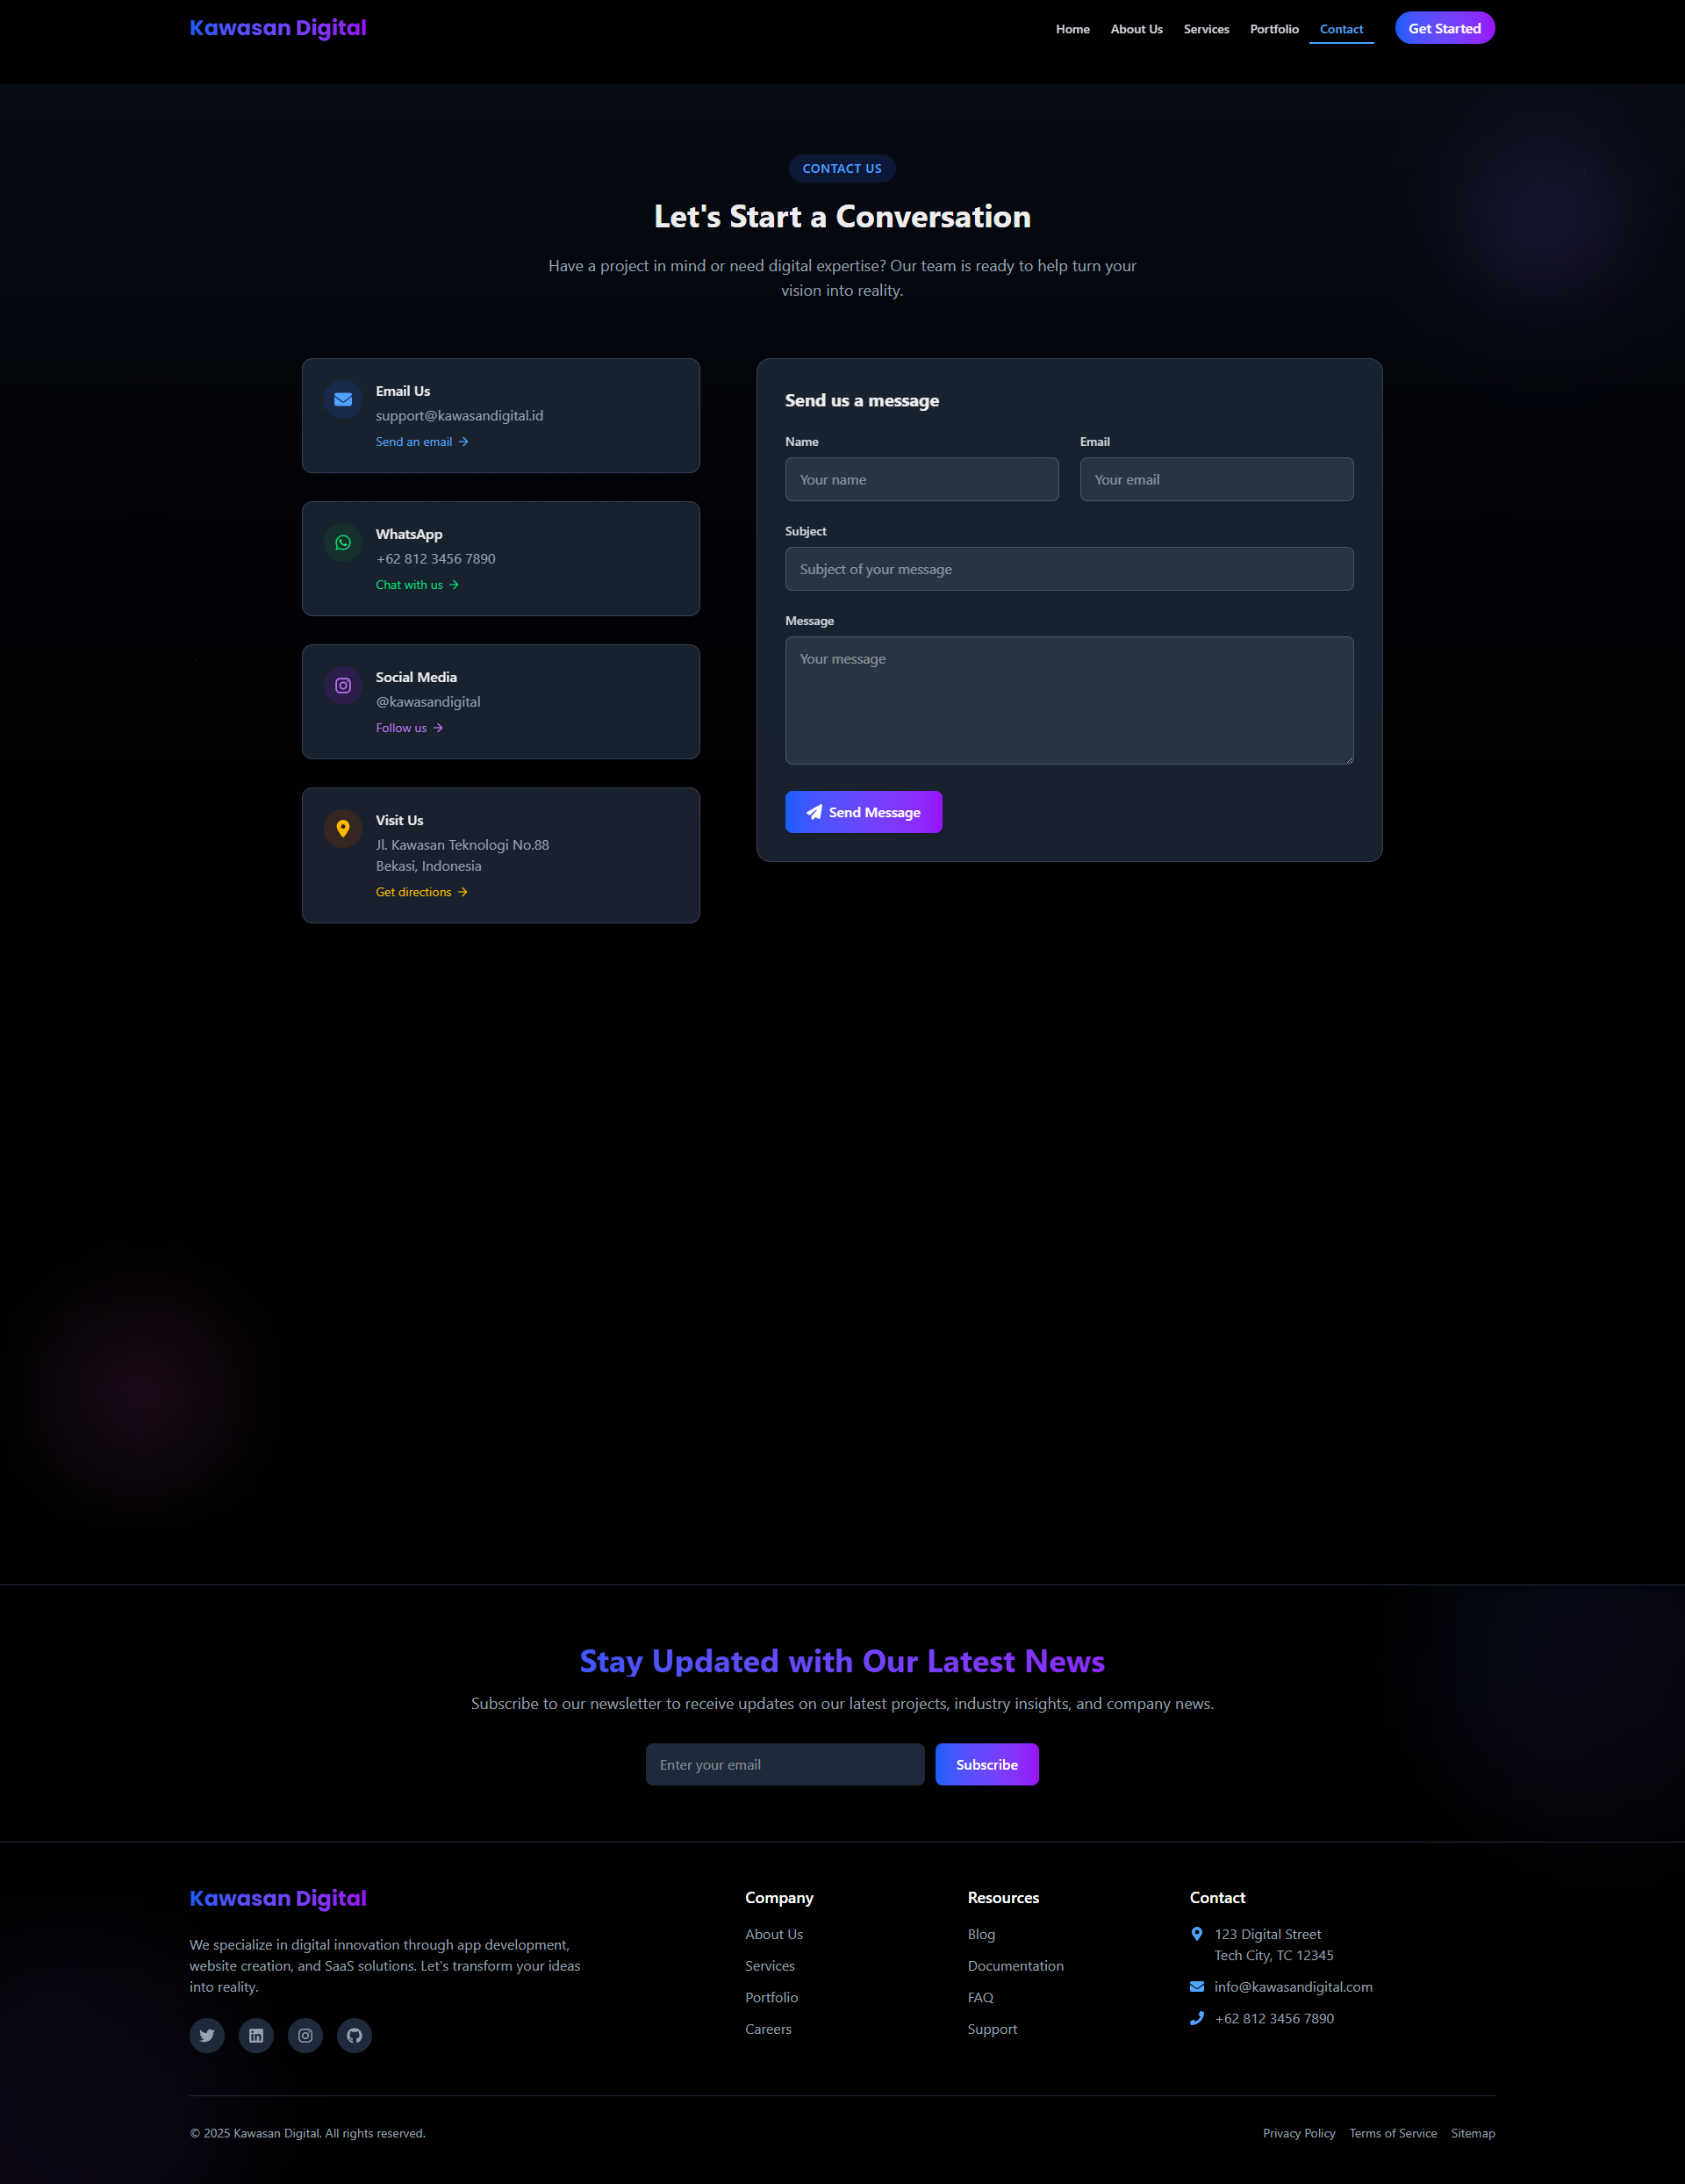 Kawasan Digital
Home
About Us
Services
Portfolio
Contact
Get Started
CONTACT US
Let's Start a Conversation
Have a project in mind or need digital expertise? Our team is ready to help turn your
vision into reality.
Email Us
support@kawasandigital.id
Send an email →
WhatsApp
+62 812 3456 7890
Chat with us →
Social Media
@kawasandigital
Follow us →
Visit Us
Jl. Kawasan Teknologi No.88
Bekasi, Indonesia
Get directions →
Send us a message
Name
Your name
Email
Your email
Subject
Subject of your message
Message
Your message
Send Message
Stay Updated with Our Latest News
Subscribe to our newsletter to receive updates on our latest projects, industry insights, and company news.
Enter your email
Subscribe
Kawasan Digital
We specialize in digital innovation through app development,
website creation, and SaaS solutions. Let's transform your ideas
into reality.
Company
About Us
Services
Portfolio
Careers
Resources
Blog
Documentation
FAQ
Support
Contact
123 Digital Street
Tech City, TC 12345
info@kawasandigital.com
+62 812 3456 7890
© 2025 Kawasan Digital. All rights reserved.
Privacy Policy
Terms of Service
Sitemap